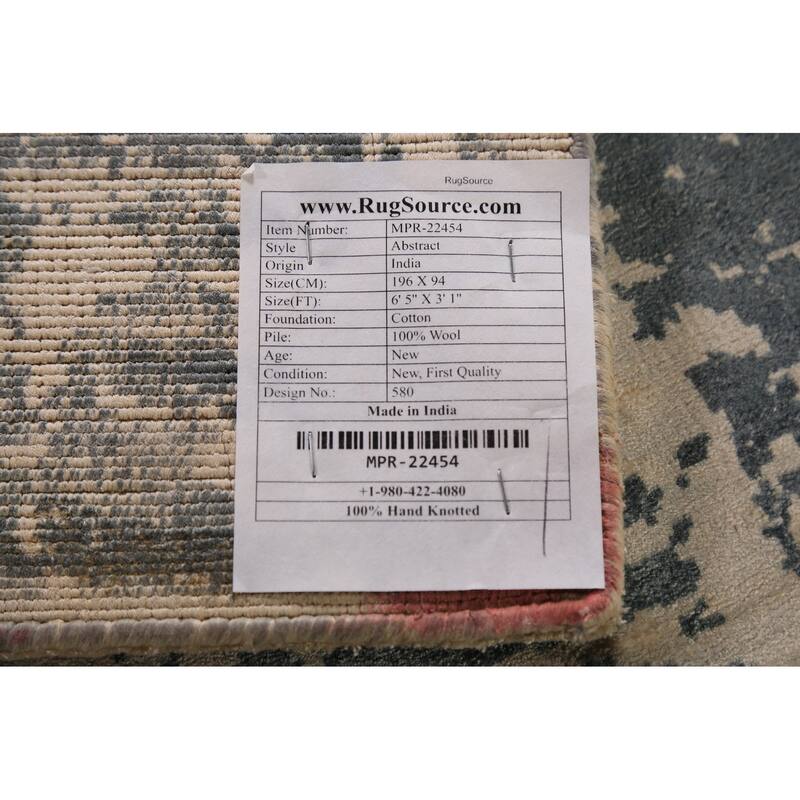 RugSource
www.RugSource.com
Item Number: MPR-22454
Style Abstract
Origin India
Size(CM): 196 X 94
Size(FT): 6' 5" X 3' 1"
Foundation: Cotton
Pile: 100% Wool
Age: New
Condition: New, First Quality
Design No.: 580
Made in India
MPR-22454
+1-980-422-4080
100% Hand Knotted